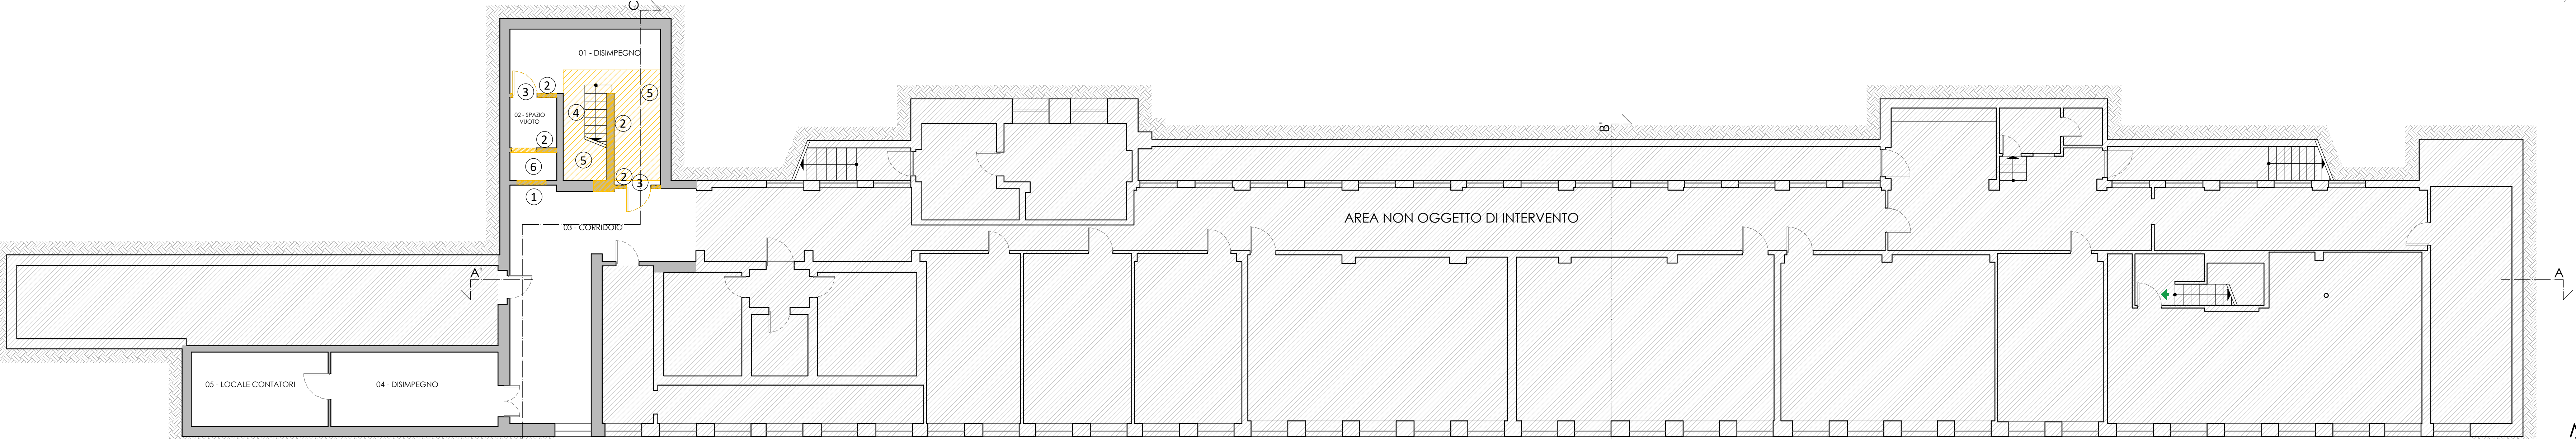 C
01 - DISIMPEGNO
2
3
5
4
02 - SPAZIO
VUOTO
2
2
B'
5
6
2
3
1
AREA NON OGGETTO DI INTERVENTO
03 - CORRIDOIO
A'
A
05 - LOCALE CONTATORI
04 - DISIMPEGNO